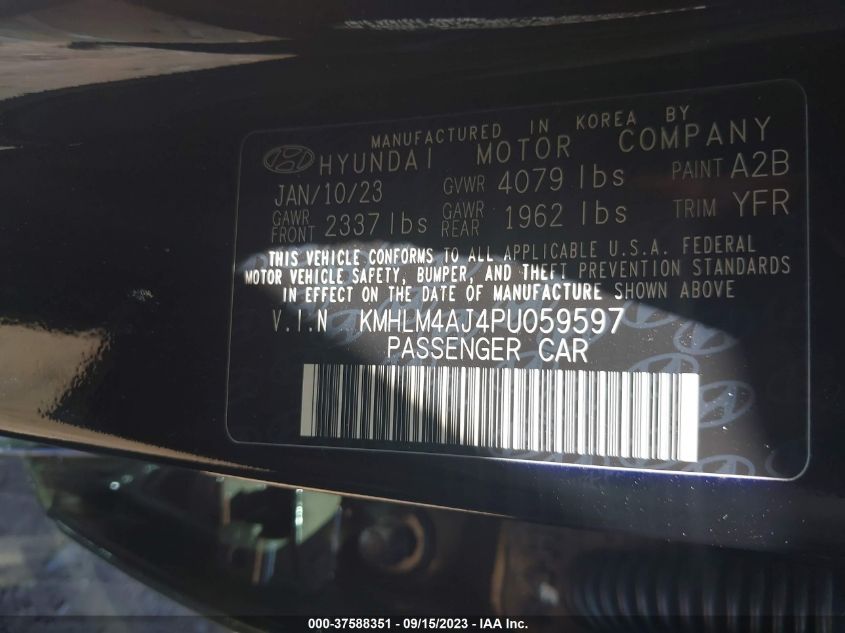 MANUFACTURED IN KOREA BY
HYUNDAI MOTOR COMPANY
JAN/10/23 GVWR 4079 lbs PAINT A2B
GAWR FRONT 2337 lbs GAWR REAR 1962 lbs TRIM YFR
THIS VEHICLE CONFORMS TO ALL APPLICABLE U.S.A. FEDERAL
MOTOR VEHICLE SAFETY, BUMPER, AND THEFT PREVENTION STANDARDS
IN EFFECT ON THE DATE OF MANUFACTURE SHOWN ABOVE
V.I.N KMHLM4AJ4PU059597
PASSENGER CAR
000-37588351 - 09/15/2023 - IAA Inc.